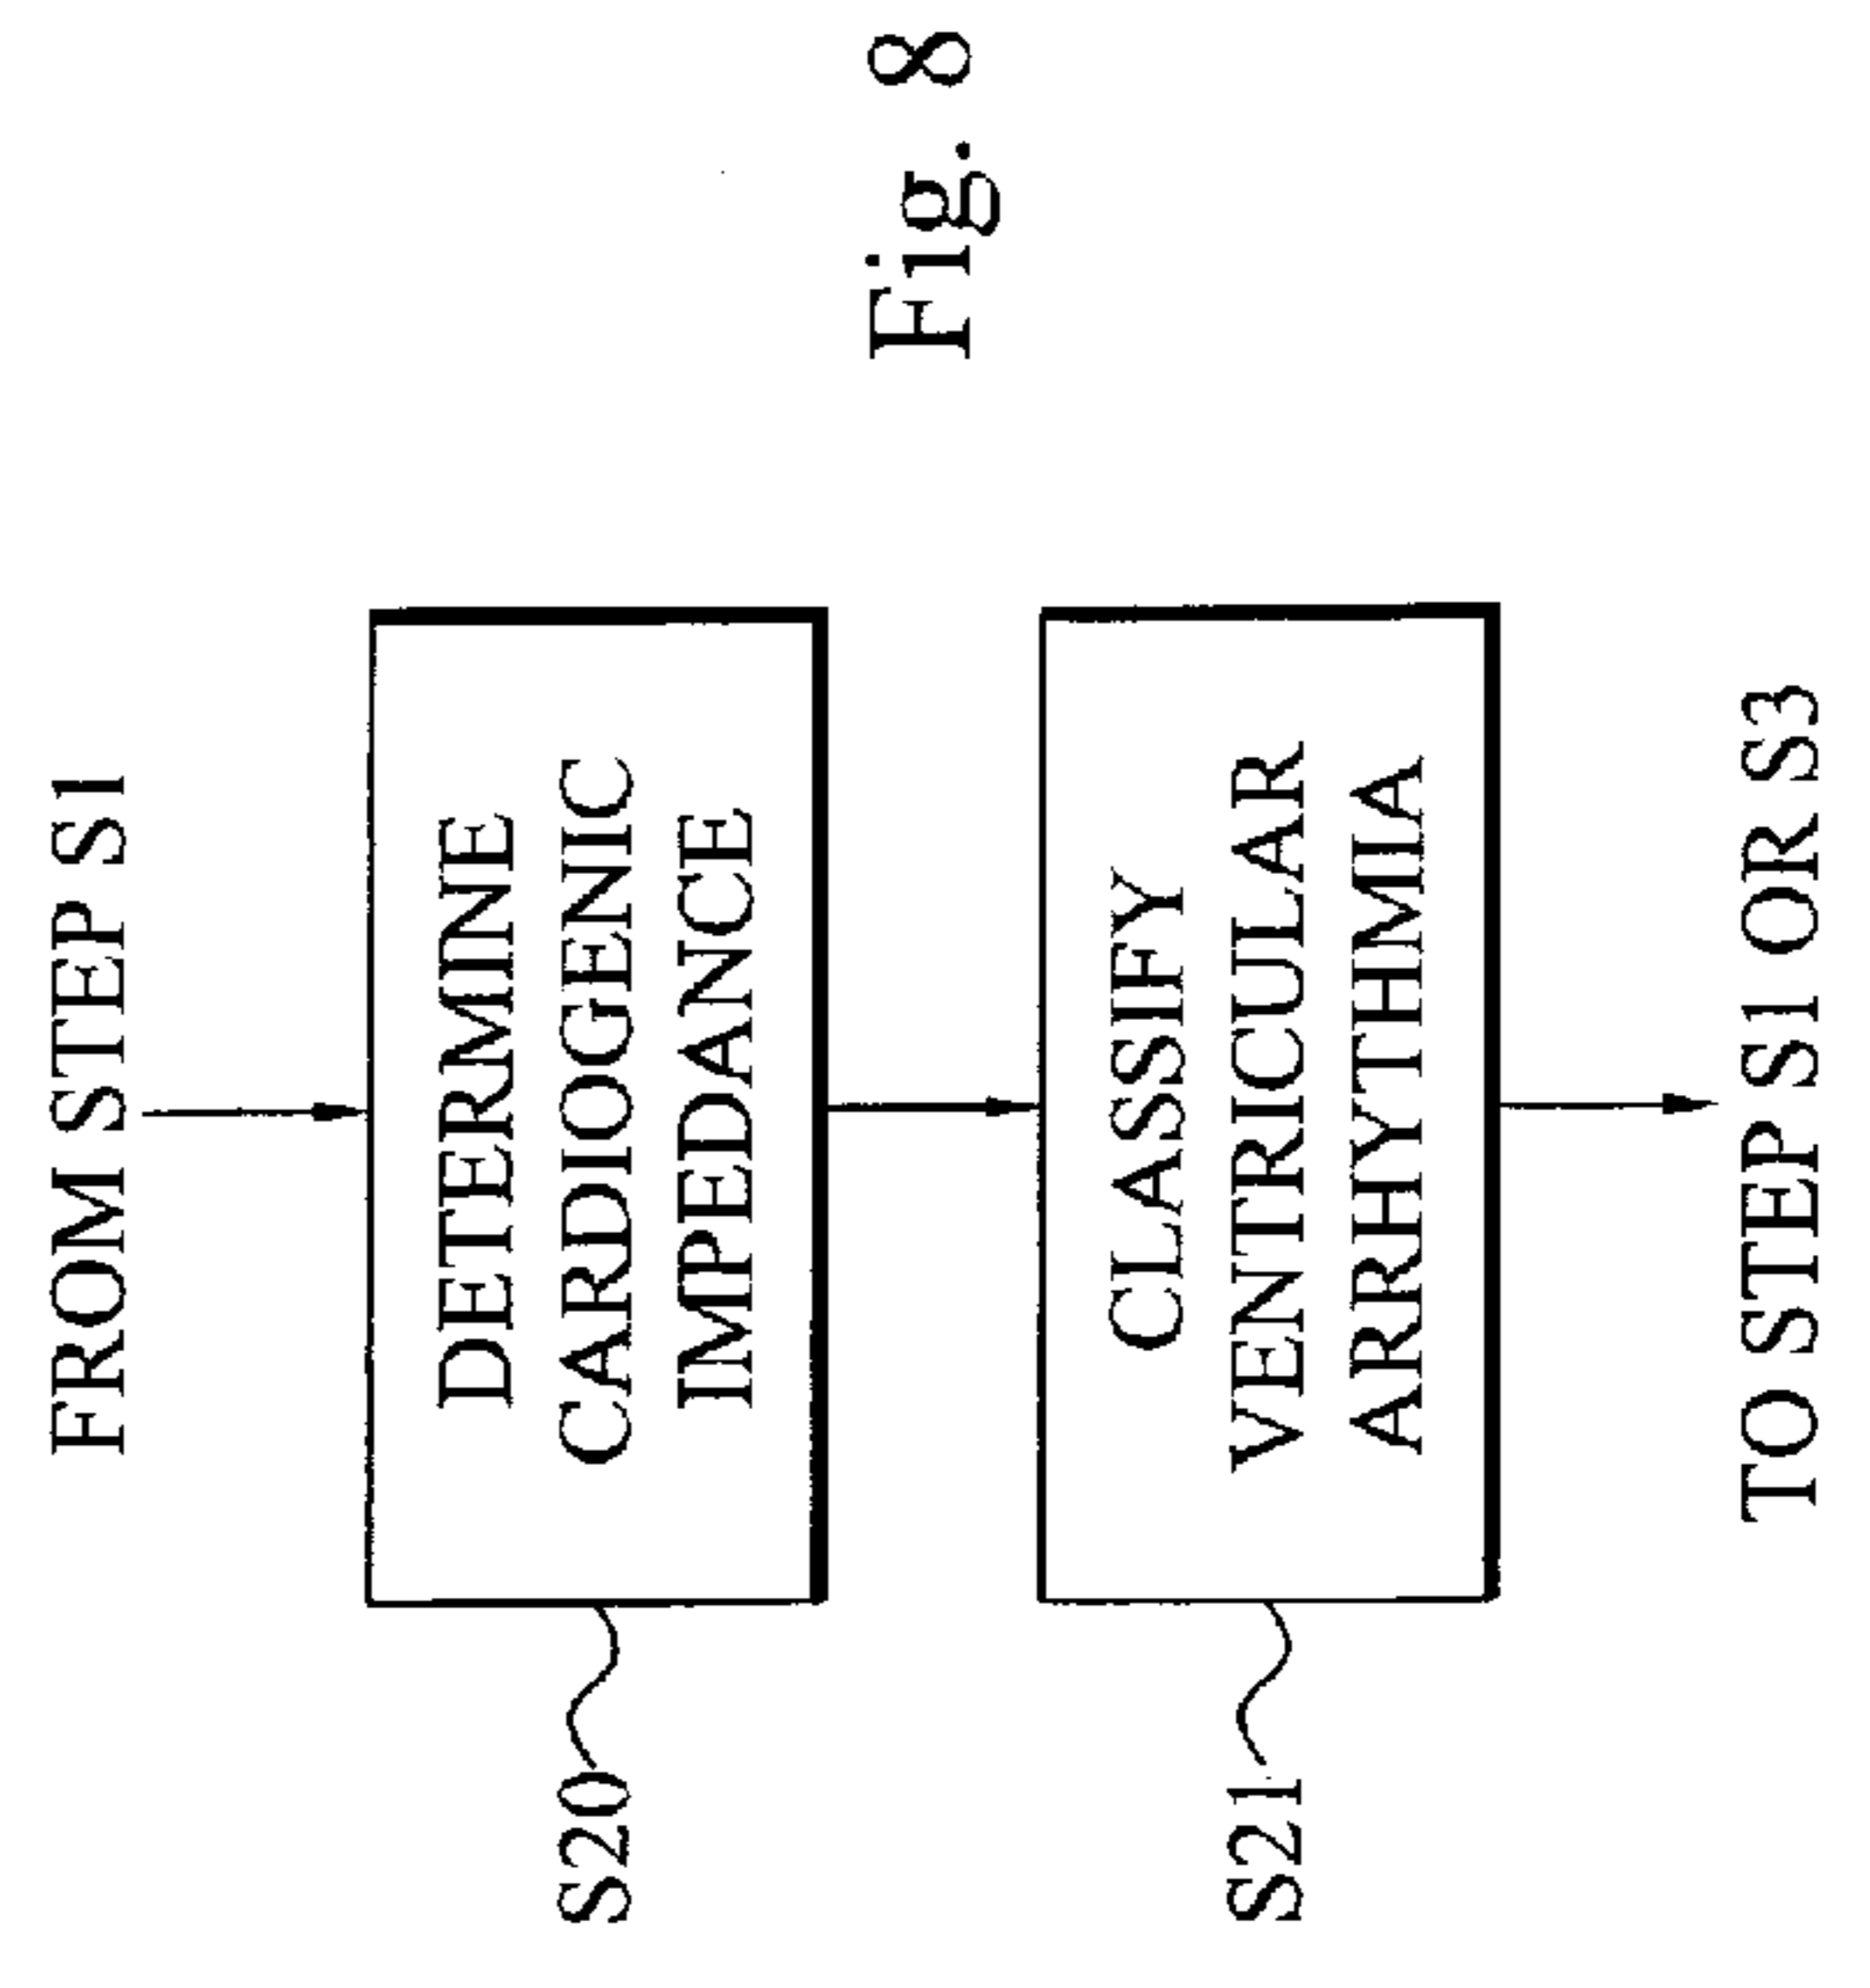 FROM STEP S1
DETERMINE
CARDIOGENIC
IMPEDANCE
S20
CLASSIFY
VENTRICULAR
ARRHYTHMIA
S21
TO STEP S1 OR S3
Fig. 8